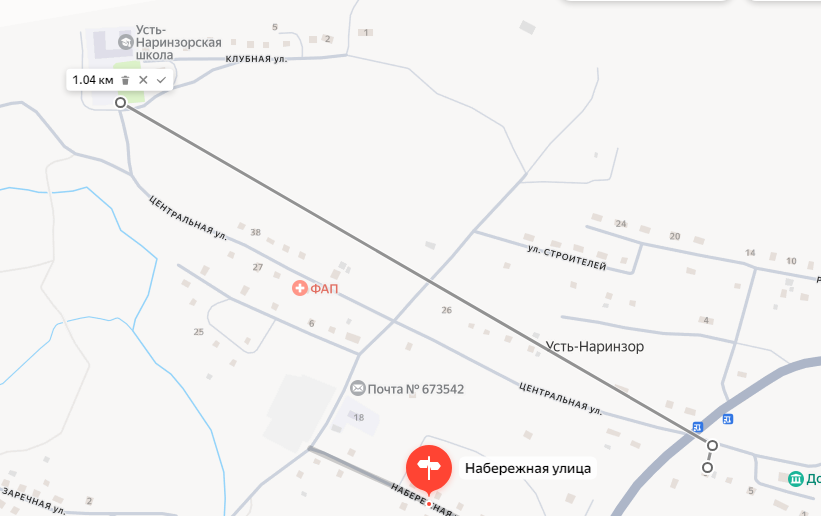 Усть-
Наринзорская
школа
5
2
1
КЛУБНАЯ ул.
1.04 км
ЦЕНТРАЛЬНАЯ ул.
38
24
20
14
10
ул. СТРОИТЕЛЕЙ
27
ФАП
26
4
25
6
Усть-Наринзор
Почта № 673542
ЦЕНТРАЛЬНАЯ ул.
18
Набережная улица
5
До
НАБЕРЕЖНАЯ у
ЗАРЕЧНАЯ ул.
2